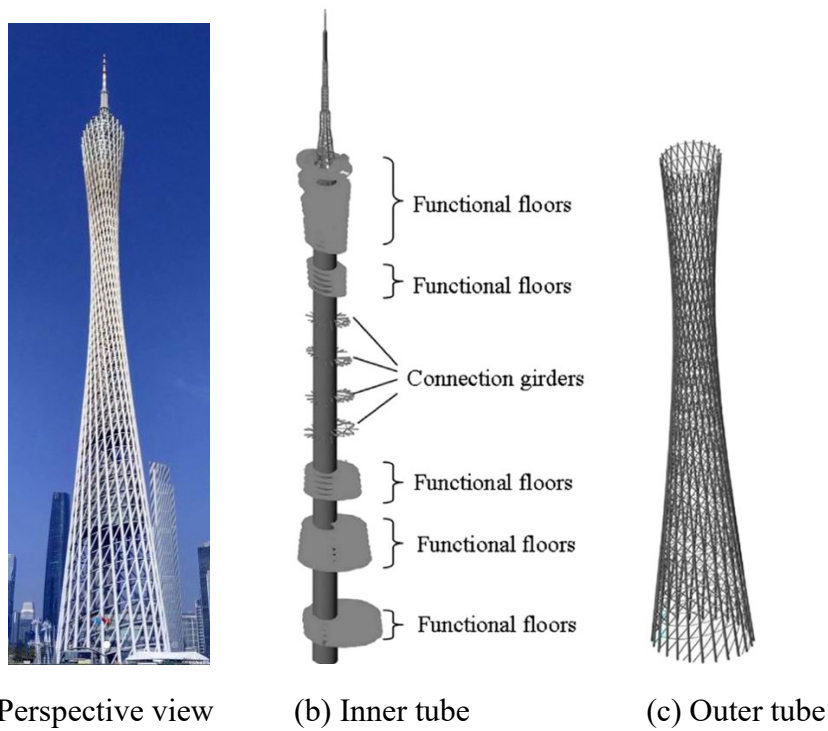 Functional floors
Functional floors
Connection girders
Functional floors
Functional floors
Functional floors
Perspective view
(b) Inner tube
(c) Outer tube